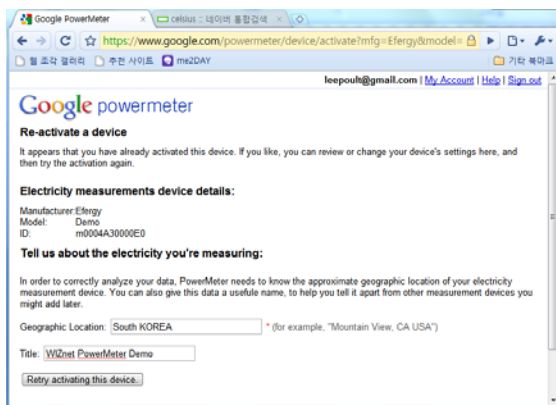 Google PowerMeter
celsius :: 네이버 통합검색
https://www.google.com/powermeter/device/activate?mfg=Efergy&model=
웹 조각 갤러리
추천 사이트
me2DAY
기타 북마크
leepoult@gmail.com | My Account | Help | Sign out
Google powermeter
Re-activate a device
It appears that you have already activated this device. If you like, you can review or change your device's settings here, and
then try the activation again.
Electricity measurements device details:
Manufacturer:Efergy
Model: Demo
ID: m0004A30000E0
Tell us about the electricity you're measuring:
In order to correctly analyze your data, PowerMeter needs to know the approximate geographic location of your electricity
measurement device. You can also give this data a usefule name, to help you tell it apart from other measurement devices you
might add later.
Geographic Location: South KOREA * (for example, "Mountain View, CA USA")
Title: WIZnet PowerMeter Demo
Retry activating this device.